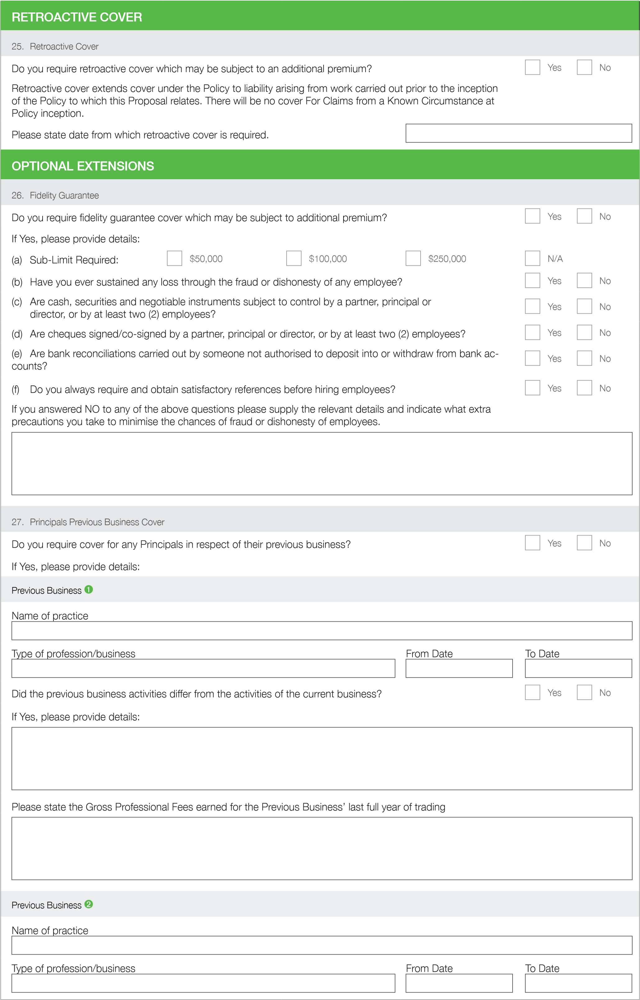 RETROACTIVE COVER
25. Retroactive Cover
Do you require retroactive cover which may be subject to an additional premium? Yes No
Retroactive cover extends cover under the Policy to liability arising from work carried out prior to the inception
of the Policy to which this Proposal relates. There will be no cover For Claims from a Known Circumstance at
Policy inception.
Please state date from which retroactive cover is required.
OPTIONAL EXTENSIONS
26. Fidelity Guarantee
Do you require fidelity guarantee cover which may be subject to additional premium? Yes No
If Yes, please provide details:
(a) Sub-Limit Required: $50,000 $100,000 $250,000 N/A
(b) Have you ever sustained any loss through the fraud or dishonesty of any employee? Yes No
(c) Are cash, securities and negotiable instruments subject to control by a partner, principal or
director, or by at least two (2) employees? Yes No
(d) Are cheques signed/co-signed by a partner, principal or director, or by at least two (2) employees? Yes No
(e) Are bank reconciliations carried out by someone not authorised to deposit into or withdraw from bank ac-
counts? Yes No
(f) Do you always require and obtain satisfactory references before hiring employees? Yes No
If you answered NO to any of the above questions please supply the relevant details and indicate what extra
precautions you take to minimise the chances of fraud or dishonesty of employees.
27. Principals Previous Business Cover
Do you require cover for any Principals in respect of their previous business? Yes No
If Yes, please provide details:
Previous Business 1
Name of practice
Type of profession/business From Date To Date
Did the previous business activities differ from the activities of the current business? Yes No
If Yes, please provide details:
Please state the Gross Professional Fees earned for the Previous Business’ last full year of trading
Previous Business 2
Name of practice
Type of profession/business From Date To Date